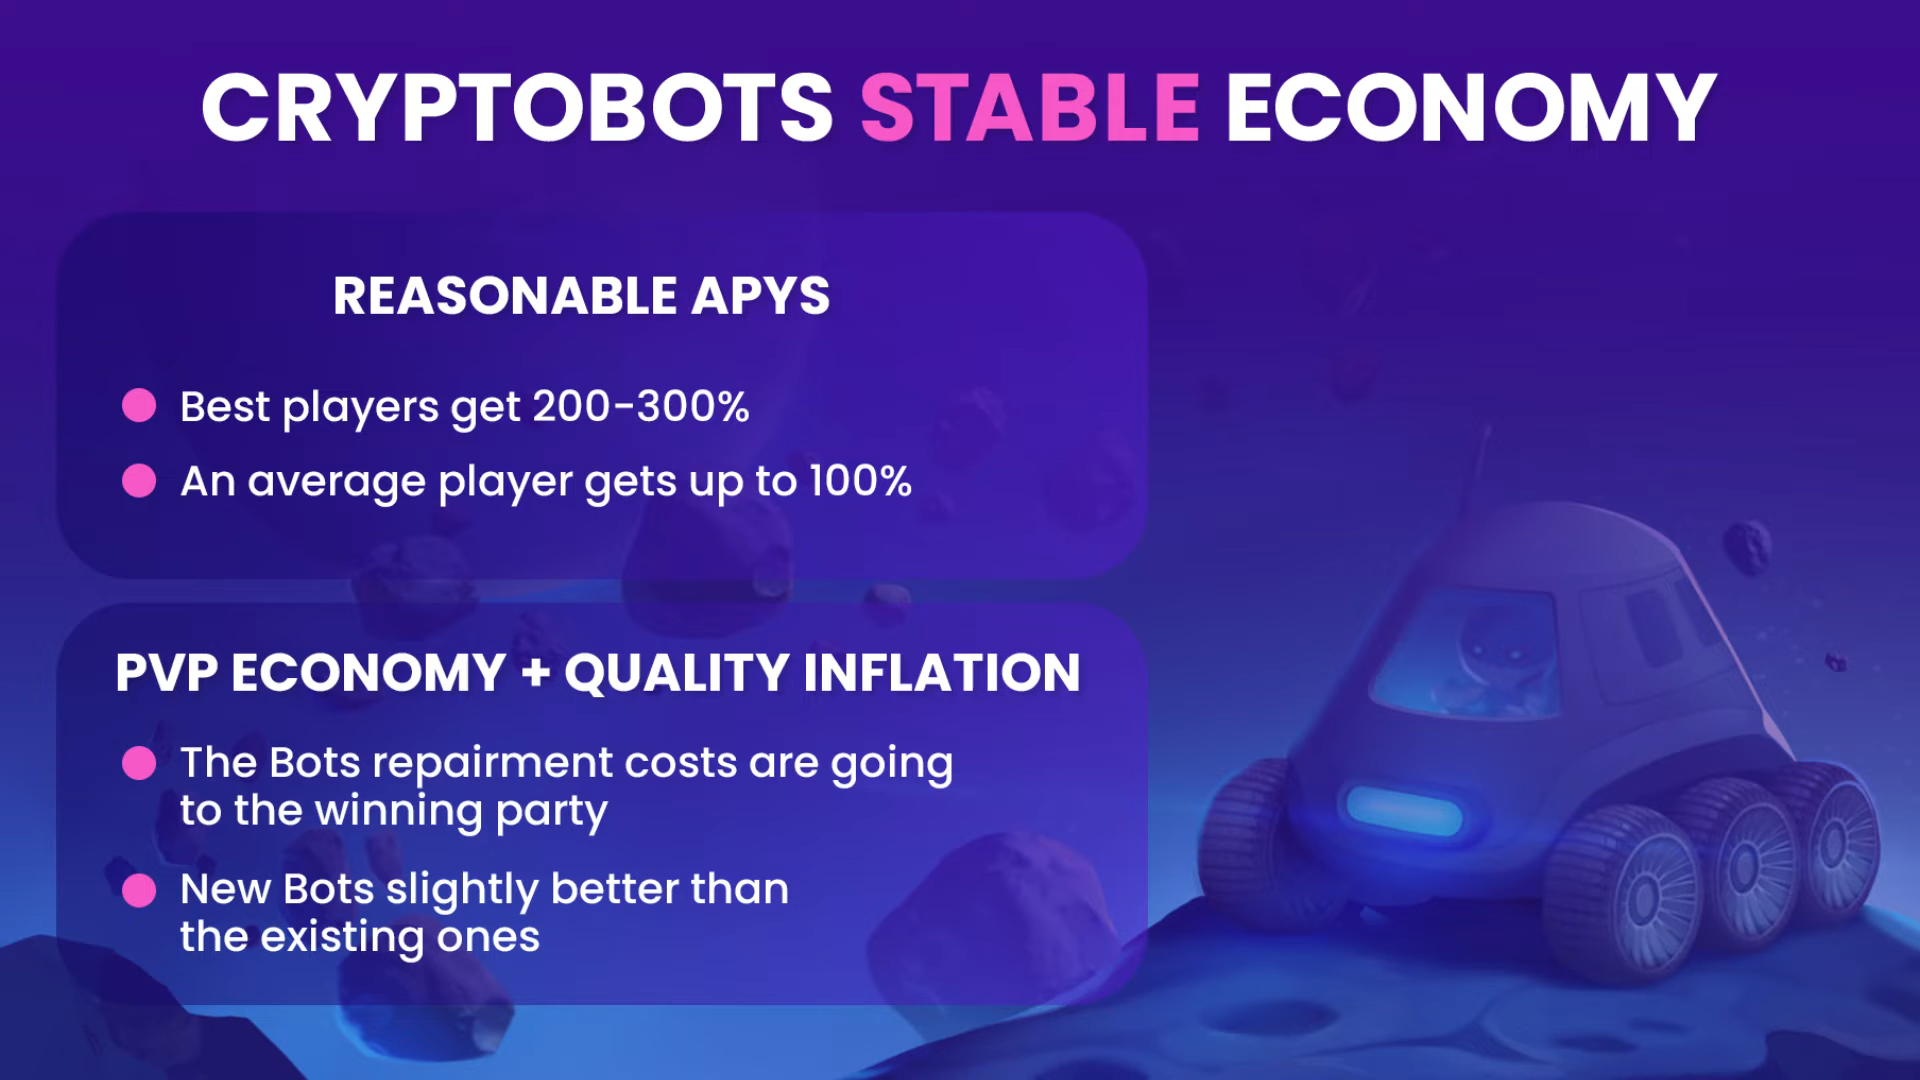 CRYPTOBOTS STABLE ECONOMY
REASONABLE APYS
Best players get 200-300%
An average player gets up to 100%
PVP ECONOMY + QUALITY INFLATION
The Bots repairment costs are going
to the winning party
New Bots slightly better than
the existing ones